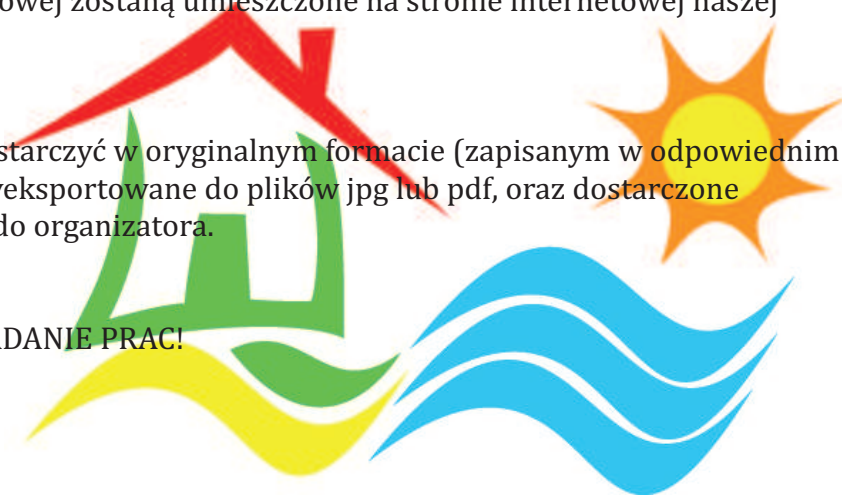 owej zostaną umieszczone na stronie internetowej naszej
starczyć w oryginalnym formacie (zapisanym w odpowiednim
eksportowane do plików jpg lub pdf, oraz dostarczone
do organizatora.
DANIE PRAC!